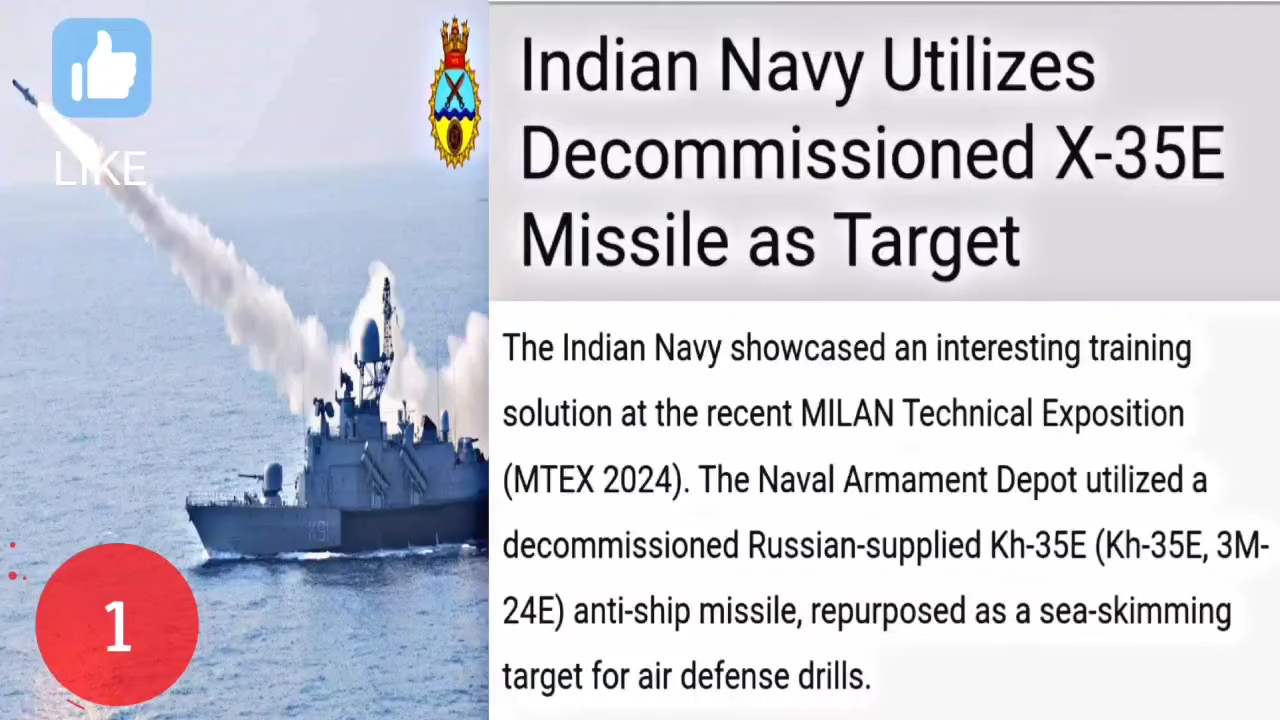 LIKE
K91
1
Indian Navy Utilizes
Decommissioned X-35E
Missile as Target
The Indian Navy showcased an interesting training
solution at the recent MILAN Technical Exposition
(MTEX 2024). The Naval Armament Depot utilized a
decommissioned Russian-supplied Kh-35E (Kh-35E, 3M-
24E) anti-ship missile, repurposed as a sea-skimming
target for air defense drills.